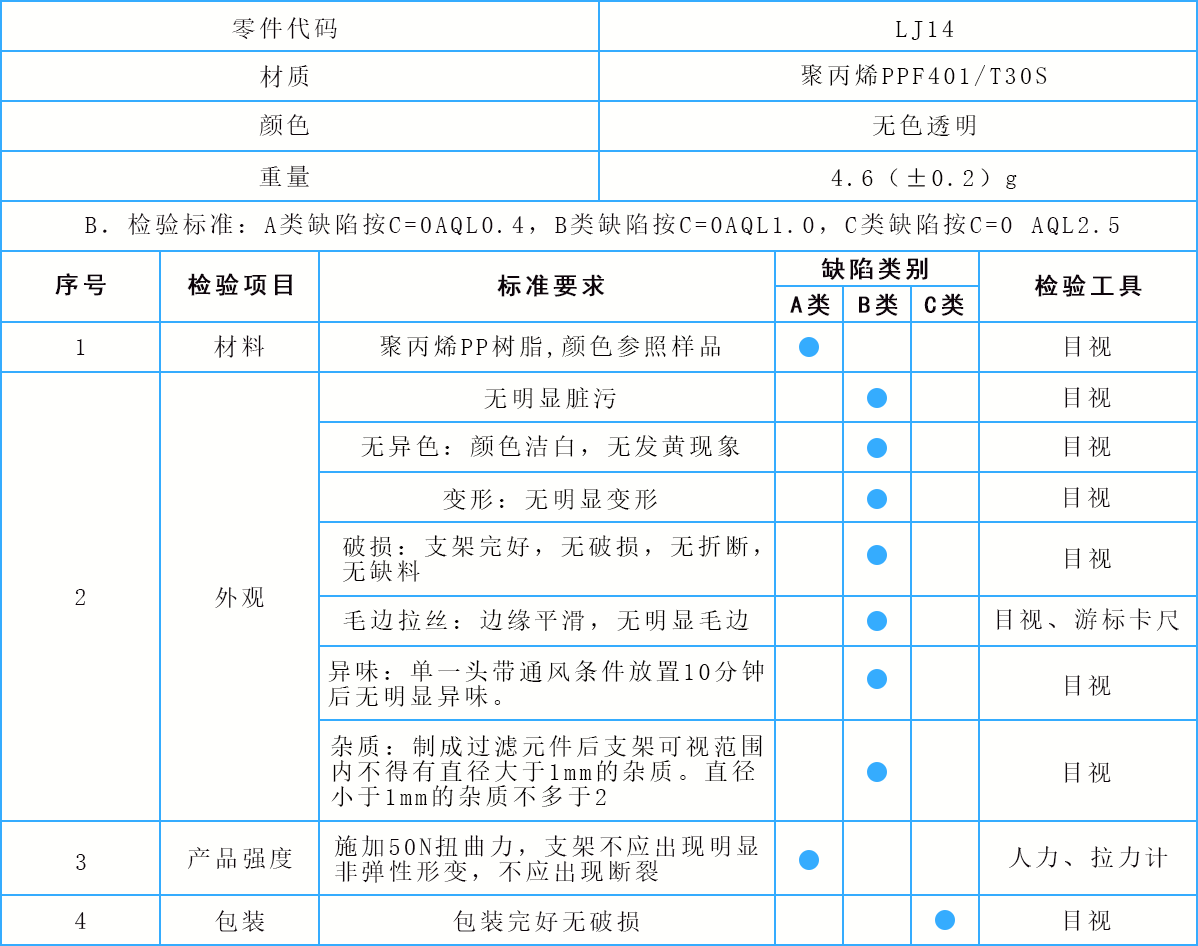 零件代码 LJ14
材质 聚丙烯PPF401/T30S
颜色 无色透明
重量 4.6（±0.2）g
B. 检验标准：A类缺陷按C=0AQL0.4，B类缺陷按C=0AQL1.0，C类缺陷按C=0 AQL2.5
序号 检验项目 标准要求 缺陷类别 检验工具
A类 B类 C类
1 材料 聚丙烯PP树脂,颜色参照样品 目视
2 外观 无明显脏污 目视
无异色：颜色洁白，无发黄现象 目视
变形：无明显变形 目视
破损：支架完好，无破损，无折断，
无缺料 目视
毛边拉丝：边缘平滑，无明显毛边 目视、游标卡尺
异味：单一头带通风条件放置10分钟
后无明显异味。 目视
杂质：制成过滤元件后支架可视范围
内不得有直径大于1mm的杂质。直径
小于1mm的杂质不多于2 目视
3 产品强度 施加50N扭曲力，支架不应出现明显
非弹性形变，不应出现断裂 人力、拉力计
4 包装 包装完好无破损 目视